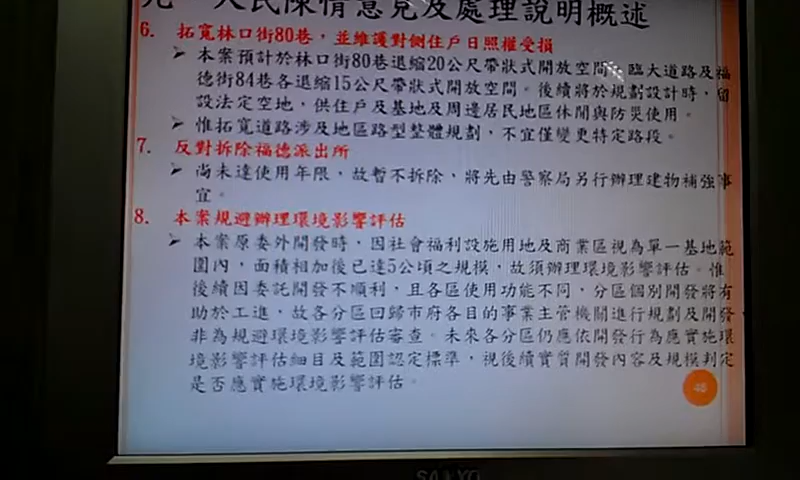 人民陳情意見及處理說明概述
6. 拓寬林口街80巷，並維護對側住戶日照權受損
➢ 本案預計於林口街80巷退縮20公尺帶狀式開放空間，臨大道路及福
德街84巷各退縮15公尺帶狀式開放空間。後續將於規劃設計時，留
設法定空地，供住戶及基地及周邊居民地區休閒與防災使用。
➢ 惟拓寬道路涉及地區路型整體規劃，不宜僅變更特定路段。
7. 反對拆除福德派出所
➢ 尚未達使用年限，故暫不拆除，將先由警察局另行辦理建物補強事
宜。
8. 本案規避辦理環境影響評估
➢ 本案原委外開發時，因社會福利設施用地及商業區視為單一基地範
圍內，面積相加後已達5公頃之規模，故須辦理環境影響評估。惟
後續因委託開發不順利，且各區使用功能不同，分區個別開發將有
助於工進，故各分區回歸市府各目的事業主管機關進行規劃及開發，
非為規避環境影響評估審查。未來各分區仍應依開發行為應實施環
境影響評估細目及範圍認定標準，視後續實質開發內容及規模判定
是否應實施環境影響評估。
48
SANYO